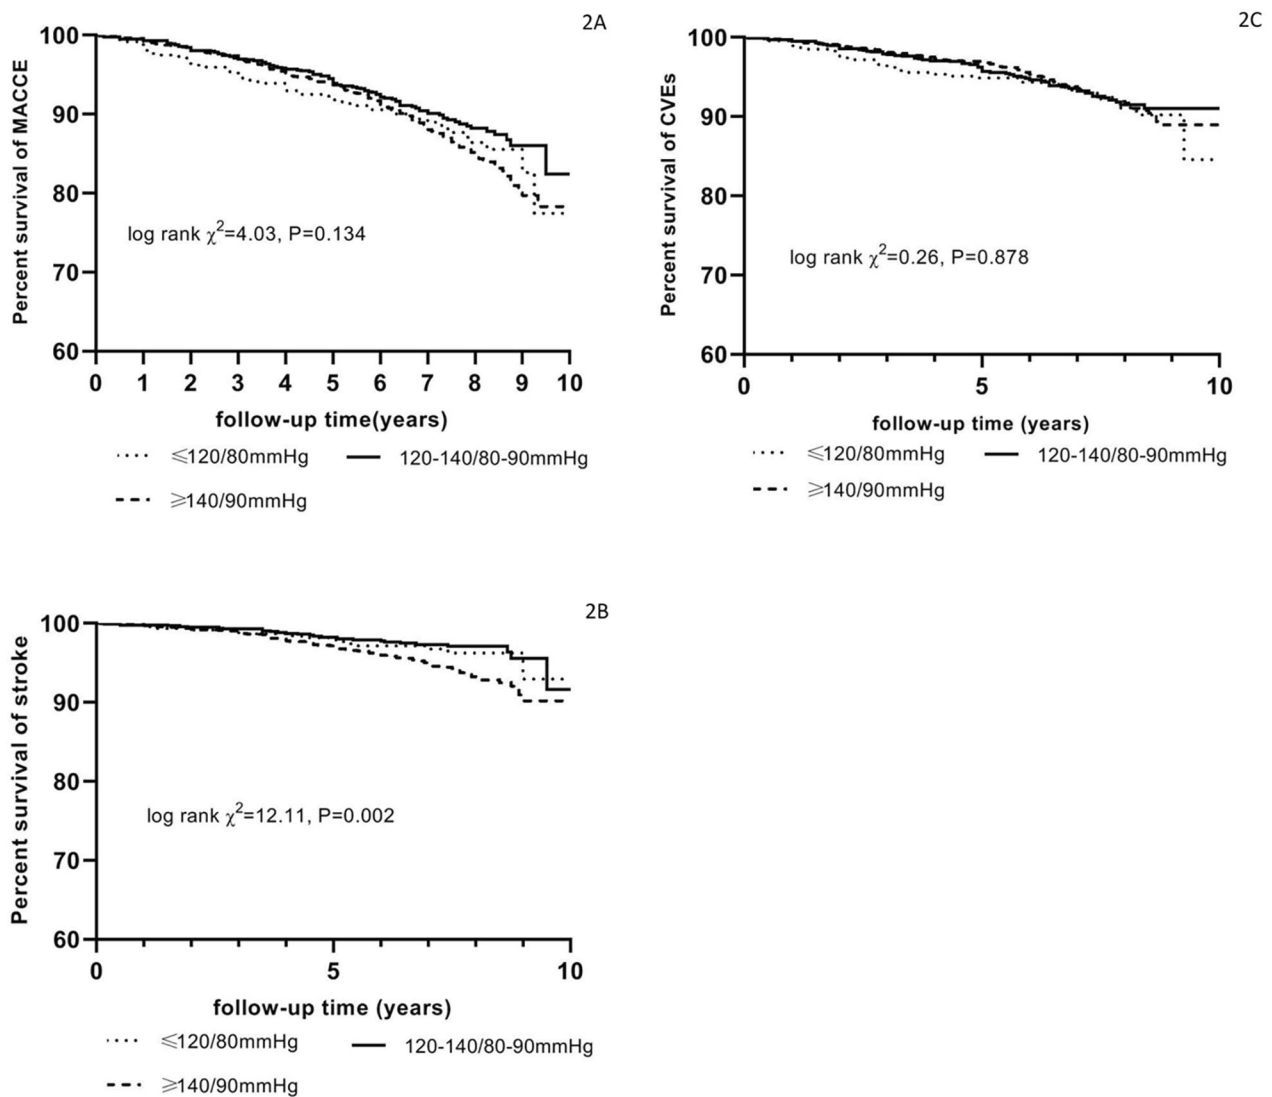 2A
Percent survival of MACCE
100
90
80
70
60
log rank χ²=4.03, P=0.134
0 1 2 3 4 5 6 7 8 9 10
follow-up time(years)
⩽120/80mmHg 120-140/80-90mmHg
⩾140/90mmHg
2C
Percent survival of CVEs
100
90
80
70
60
log rank χ²=0.26, P=0.878
0 5 10
follow-up time (years)
⩽120/80mmHg 120-140/80-90mmHg
⩾140/90mmHg
2B
Percent survival of stroke
100
90
80
70
60
log rank χ²=12.11, P=0.002
0 5 10
follow-up time (years)
⩽120/80mmHg 120-140/80-90mmHg
⩾140/90mmHg